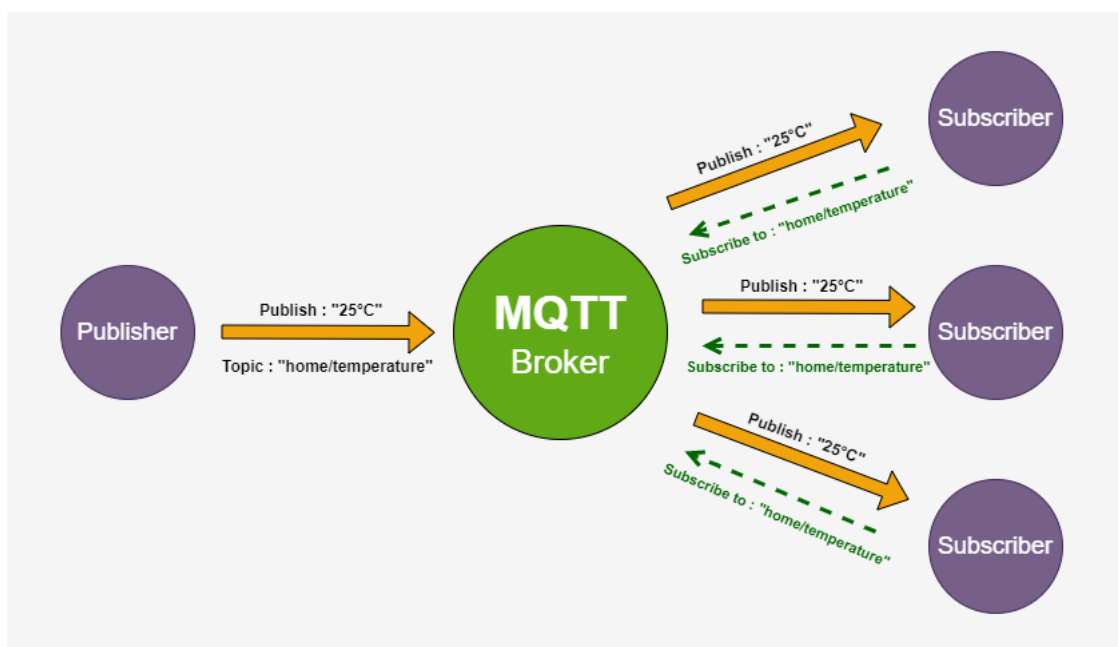 Publisher
Publish : "25°C"
Topic : "home/temperature"
MQTT
Broker
Publish : "25°C"
Subscribe to : "home/temperature"
Subscriber
Publish : "25°C"
Subscribe to : "home/temperature"
Subscriber
Publish : "25°C"
Subscribe to : "home/temperature"
Subscriber